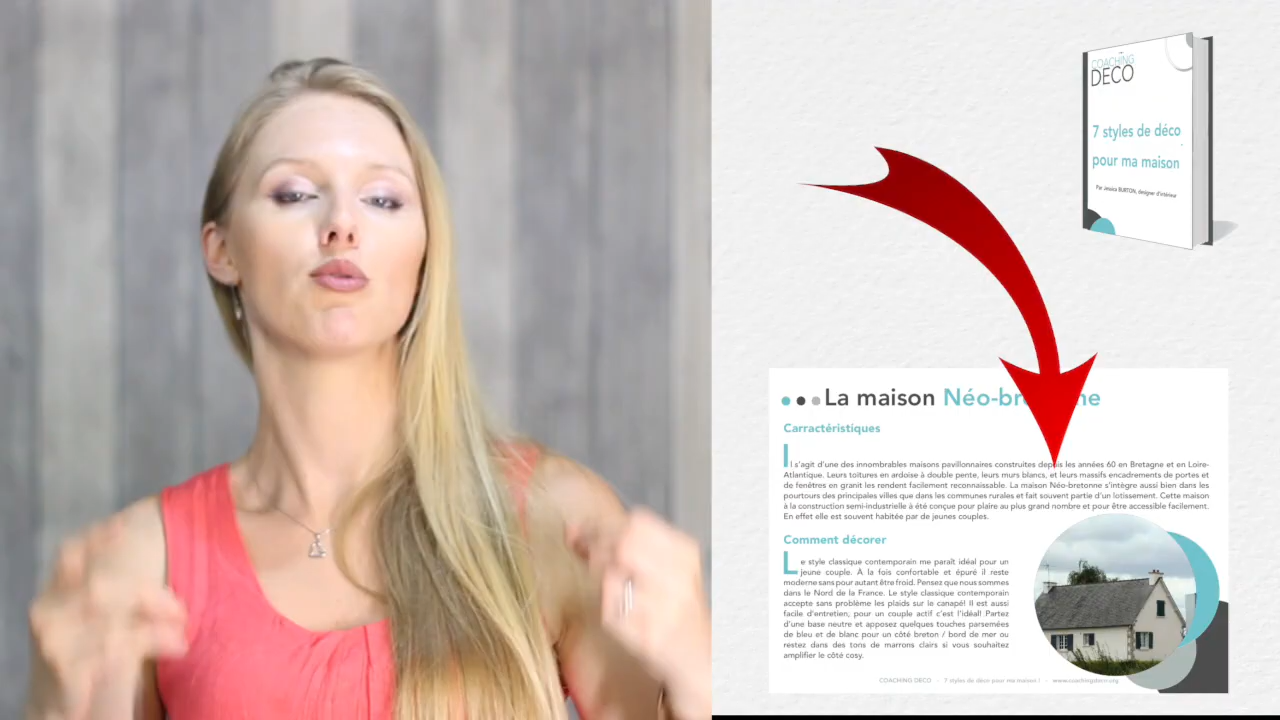 COACHING
DECO
7 styles de déco
pour ma maison
Par Jessica BURTON, designer d'intérieur
La maison Néo-br ne
Carractéristiques
Il s'agit d'une des innombrables maisons pavillonnaires construites depuis les années 60 en Bretagne et en Loire-
Atlantique. Leurs toitures en ardoise à double pente, leurs murs blancs, et leurs massifs encadrements de portes et
de fenêtres en granit les rendent facilement reconnaissable. La maison Néo-bretonne s'intègre aussi bien dans les
pourtours des principales villes que dans les communes rurales et fait souvent partie d'un lotissement. Cette maison
à la construction semi-industrielle à été conçue pour plaire au plus grand nombre et pour être accessible facilement.
En effet elle est souvent habitée par de jeunes couples.
Comment décorer
Le style classique contemporain me paraît idéal pour un
jeune couple. À la fois confortable et épuré il reste
moderne sans pour autant être froid. Pensez que nous sommes
dans le Nord de la France. Le style classique contemporain
accepte sans problème les plaids sur le canapé! Il est aussi
facile d'entretien, pour un couple actif c'est l'idéal! Partez
d'une base neutre et apposez quelques touches parsemées
de bleu et de blanc pour un côté breton / bord de mer ou
restez dans des tons de marrons clairs si vous souhaitez
amplifier le côté cosy.
COACHING DECO - 7 styles de déco pour ma maison ! - www.coachingdeco.org